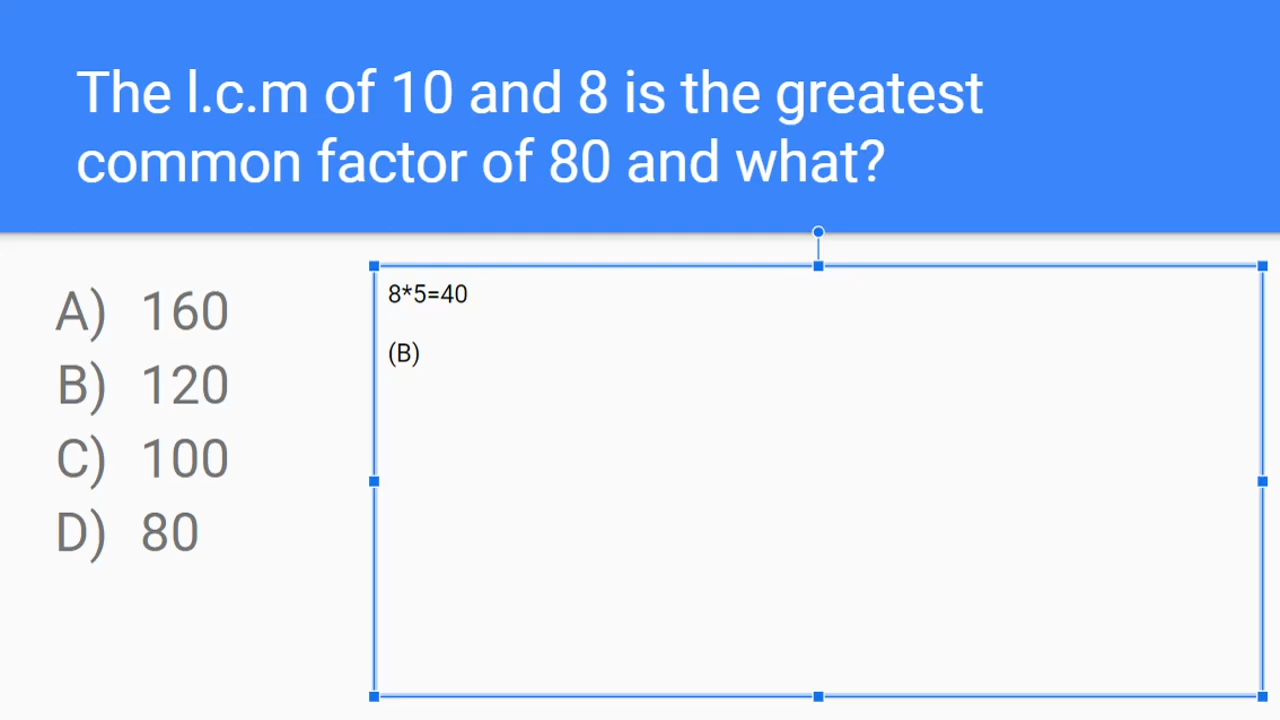 The l.c.m of 10 and 8 is the greatest
common factor of 80 and what?
A) 160
B) 120
C) 100
D) 80
8*5=40
(B)